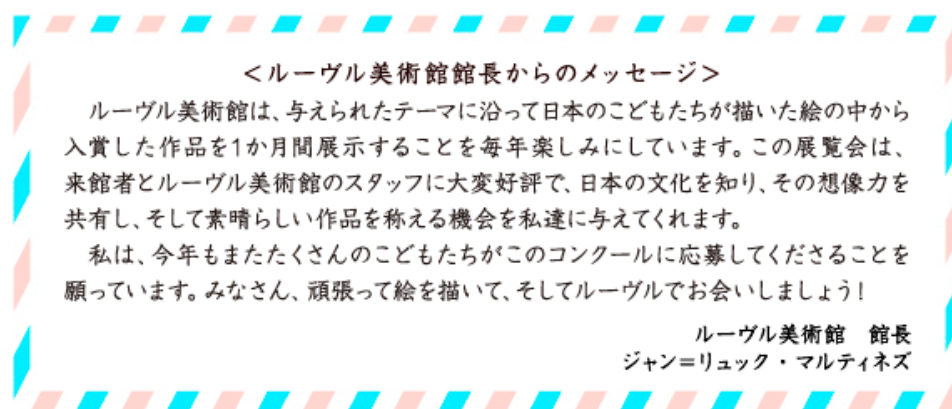 ＜ルーヴル美術館館長からのメッセージ＞
ルーヴル美術館は、与えられたテーマに沿って日本のこどもたちが描いた絵の中から
入賞した作品を1か月間展示することを毎年楽しみにしています。この展覧会は、
来館者とルーヴル美術館のスタッフに大変好評で、日本の文化を知り、その想像力を
共有し、そして素晴らしい作品を称える機会を私達に与えてくれます。
私は、今年もまたたくさんのこどもたちがこのコンクールに応募してくださることを
願っています。みなさん、頑張って絵を描いて、そしてルーヴルでお会いしましょう！
ルーヴル美術館　館長
ジャン＝リュック・マルティネズ